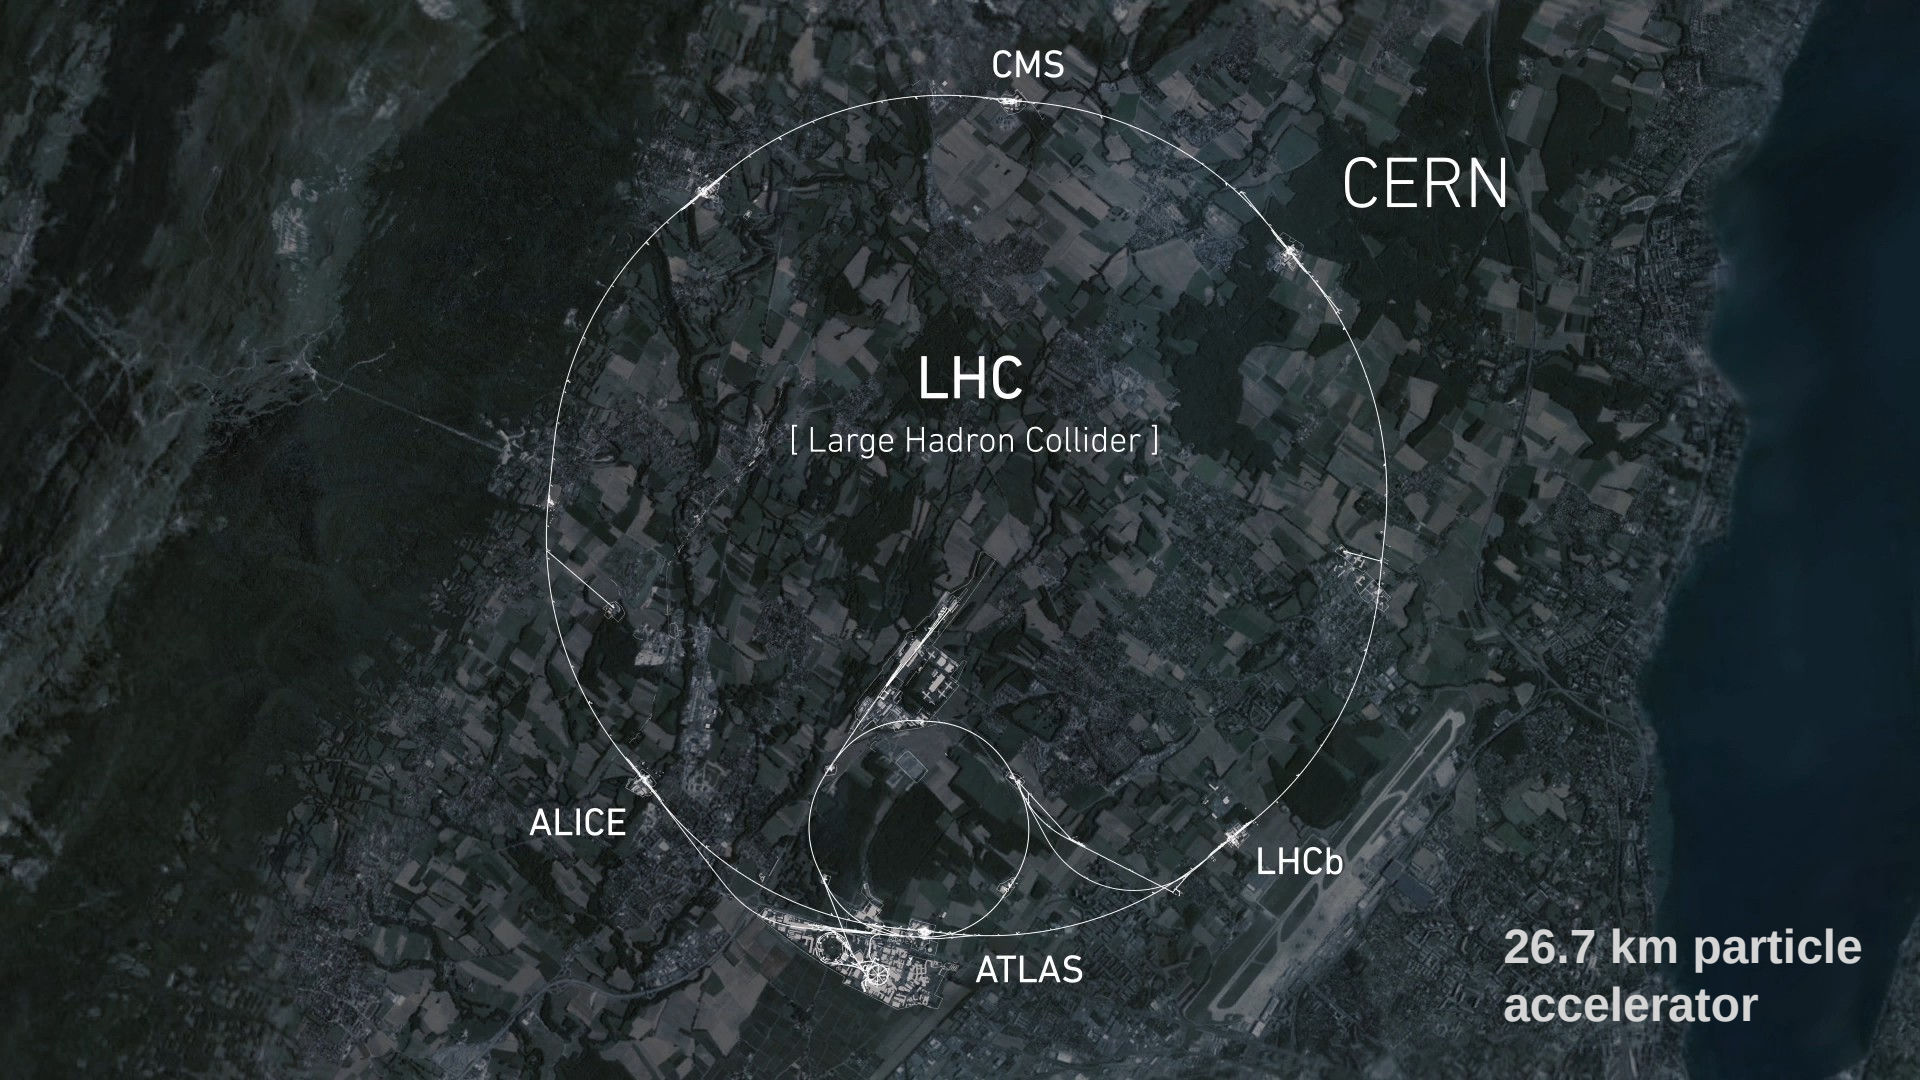 CMS
CERN
LHC
[ Large Hadron Collider ]
ALICE
LHCb
ATLAS
26.7 km particle
accelerator